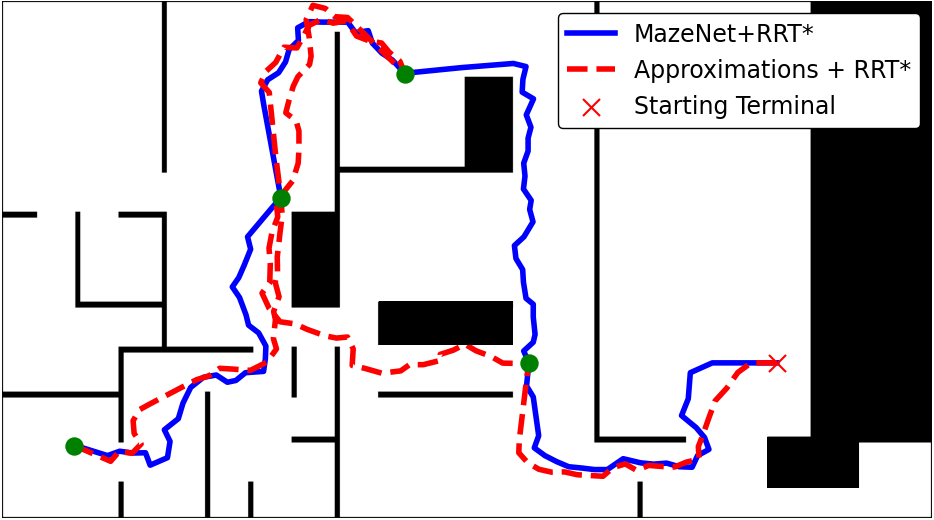 MazeNet+RRT*
Approximations + RRT*
Starting Terminal